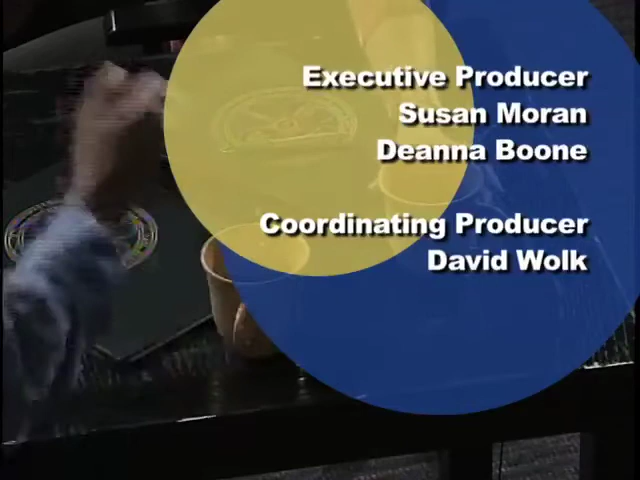 Executive Producer
Susan Moran
Deanna Boone
Coordinating Producer
David Wolk